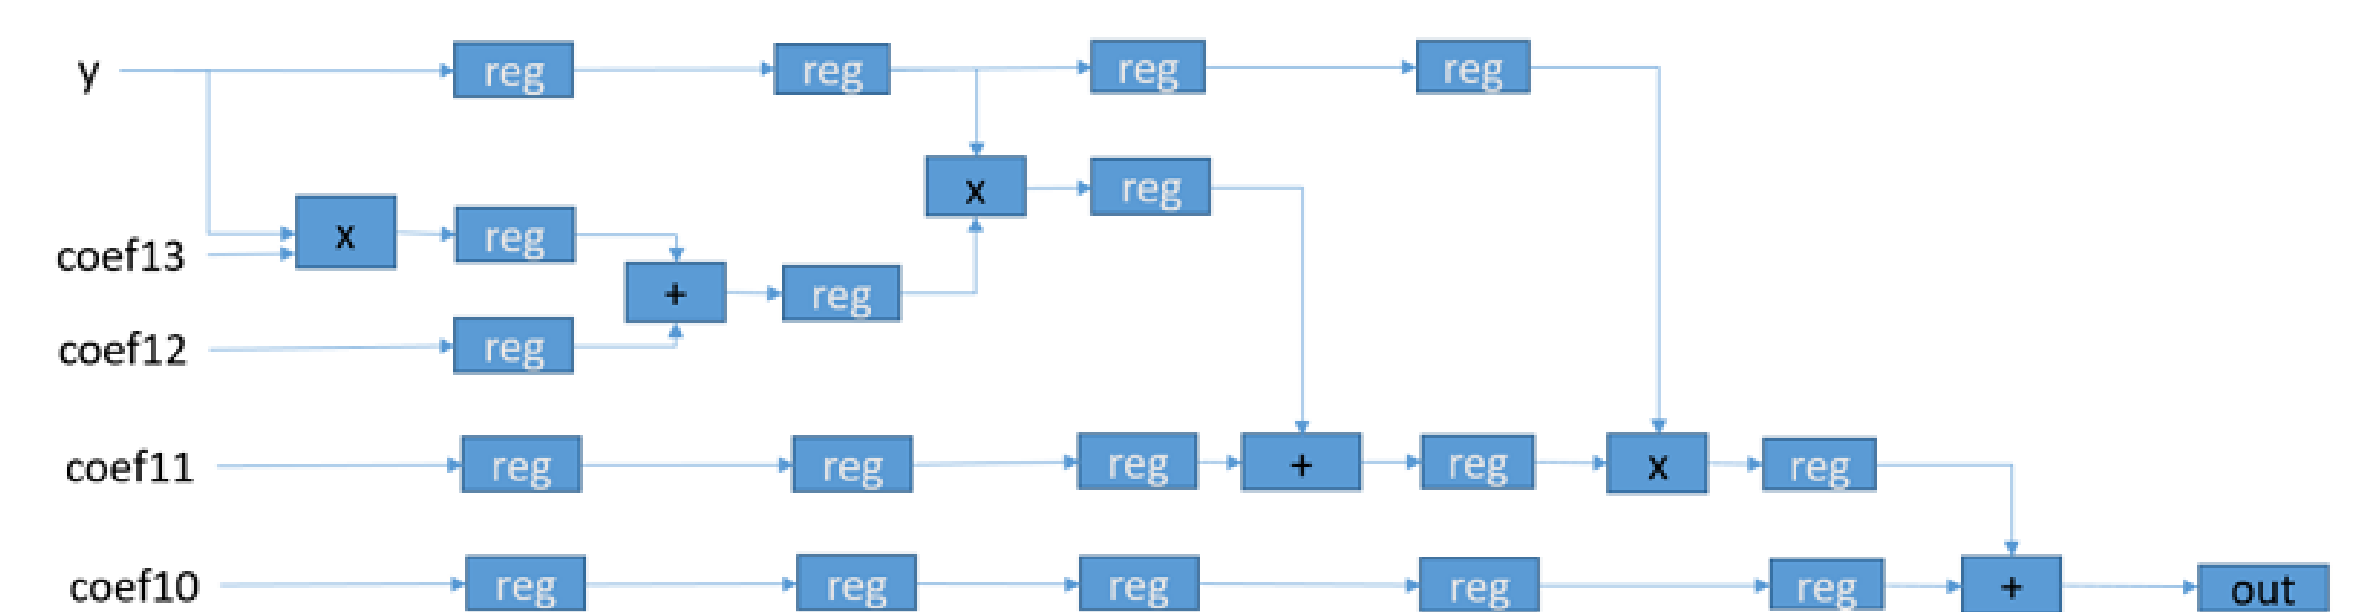 y reg reg reg reg
x reg
coef13 x reg
+ reg
coef12 reg
coef11 reg reg reg + reg x reg
coef10 reg reg reg reg reg + out